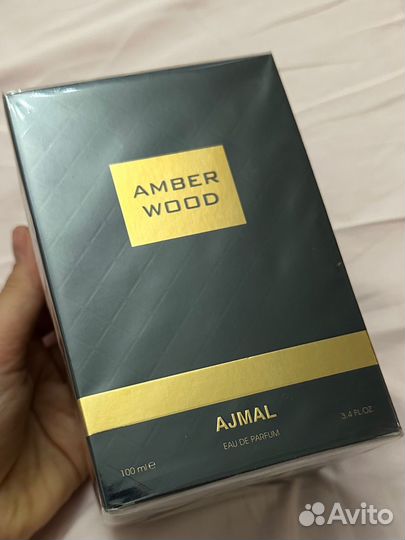 AMBER
WOOD
AJMAL
EAU DE PARFUM
100 ml e
3.4 FL.OZ
Avito